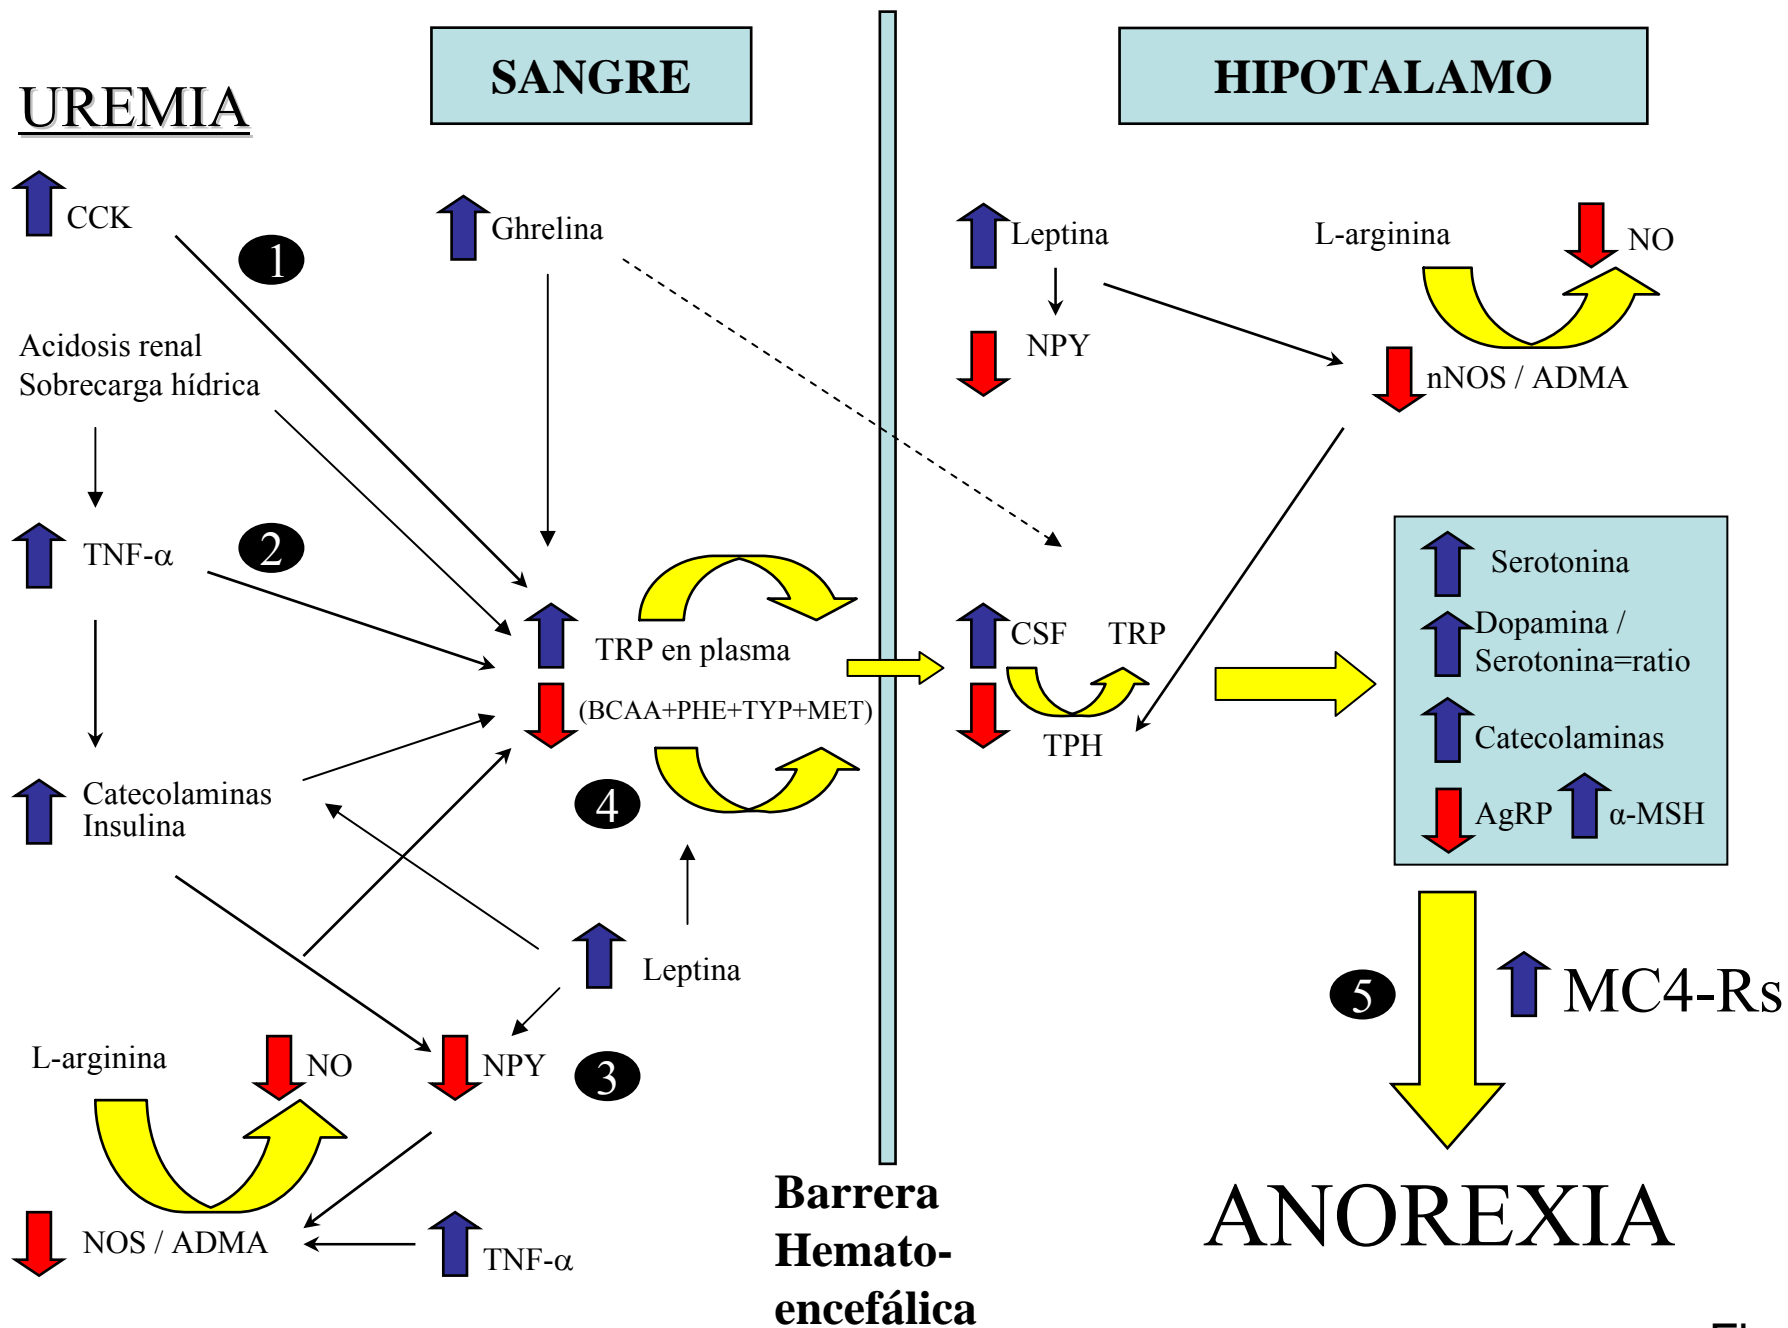 UREMIA
SANGRE
HIPOTALAMO
CCK
1
Ghrelina
Leptina
L-arginina
NO
Acidosis renal
Sobrecarga hídrica
NPY
nNOS / ADMA
TNF-α
2
TRP en plasma
(BCAA+PHE+TYP+MET)
CSF
TRP
TPH
Serotonina
Dopamina /
Serotonina=ratio
Catecolaminas
AgRP
α-MSH
Catecolaminas
Insulina
4
Leptina
5
MC4-Rs
L-arginina
NO
NPY
3
NOS / ADMA
TNF-α
Barrera
Hemato-
encefálica
ANOREXIA